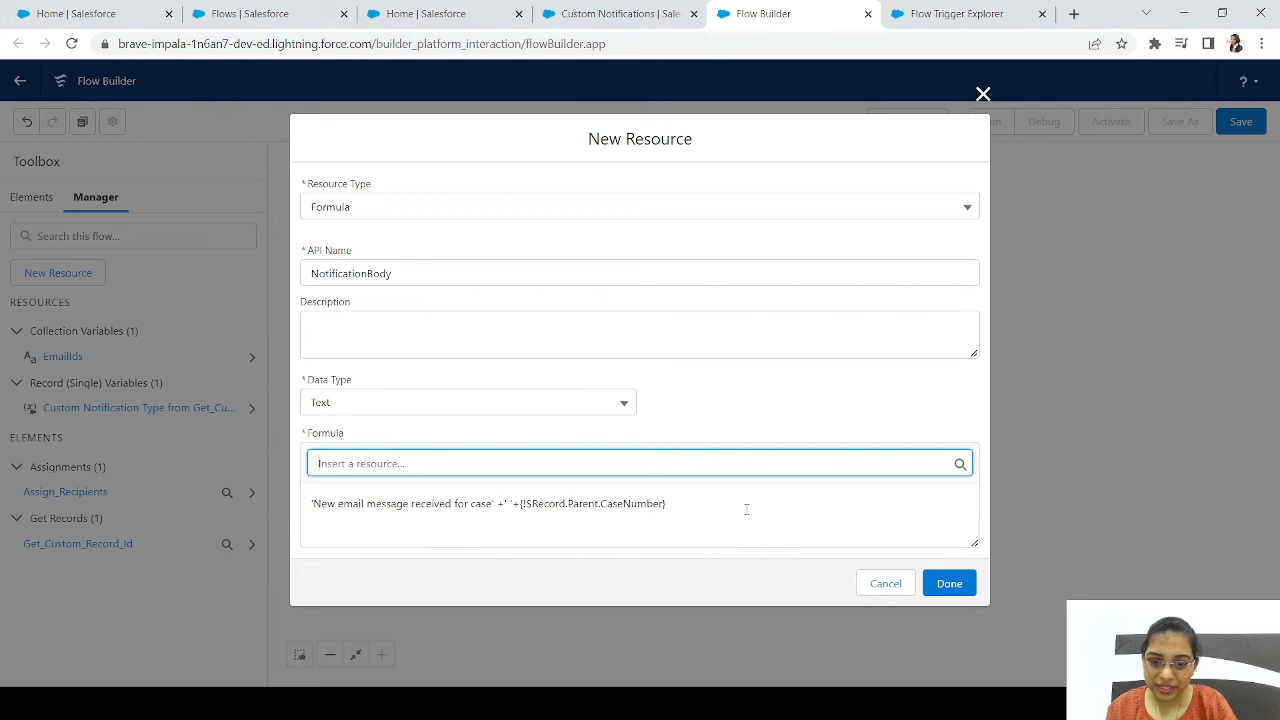 Home | Salesforce
Flows | Salesforce
Home | Salesforce
Custom Notifications | Sales
Flow Builder
Flow Trigger Explorer
brave-impala-1n6an7-dev-ed.lightning.force.com/builder_platform_interaction/flowBuilder.app
Flow Builder
?
Debug
Activate
Save As
Save
Toolbox
Elements
Manager
Search this flow...
New Resource
RESOURCES
Collection Variables (1)
EmailIds
Record (Single) Variables (1)
Custom Notification Type from Get_Cu...
ELEMENTS
Assignments (1)
Assign_Recipients
Get Records (1)
Get_Custom_Record_Id
New Resource
* Resource Type
Formula
* API Name
NotificationBody
Description
* Data Type
Text
* Formula
Insert a resource...
'New email message received for case' +' '+{!$Record.Parent.CaseNumber}
Cancel
Done